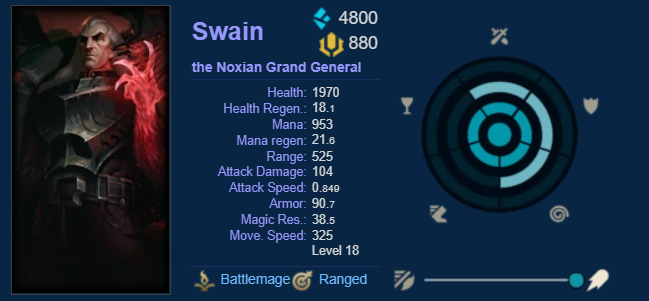 Swain
4800
880
the Noxian Grand General
Health: 1970
Health Regen.: 18.1
Mana: 953
Mana regen: 21.6
Range: 525
Attack Damage: 104
Attack Speed: 0.849
Armor: 90.7
Magic Res.: 38.5
Move. Speed: 325
Level 18
Battlemage Ranged